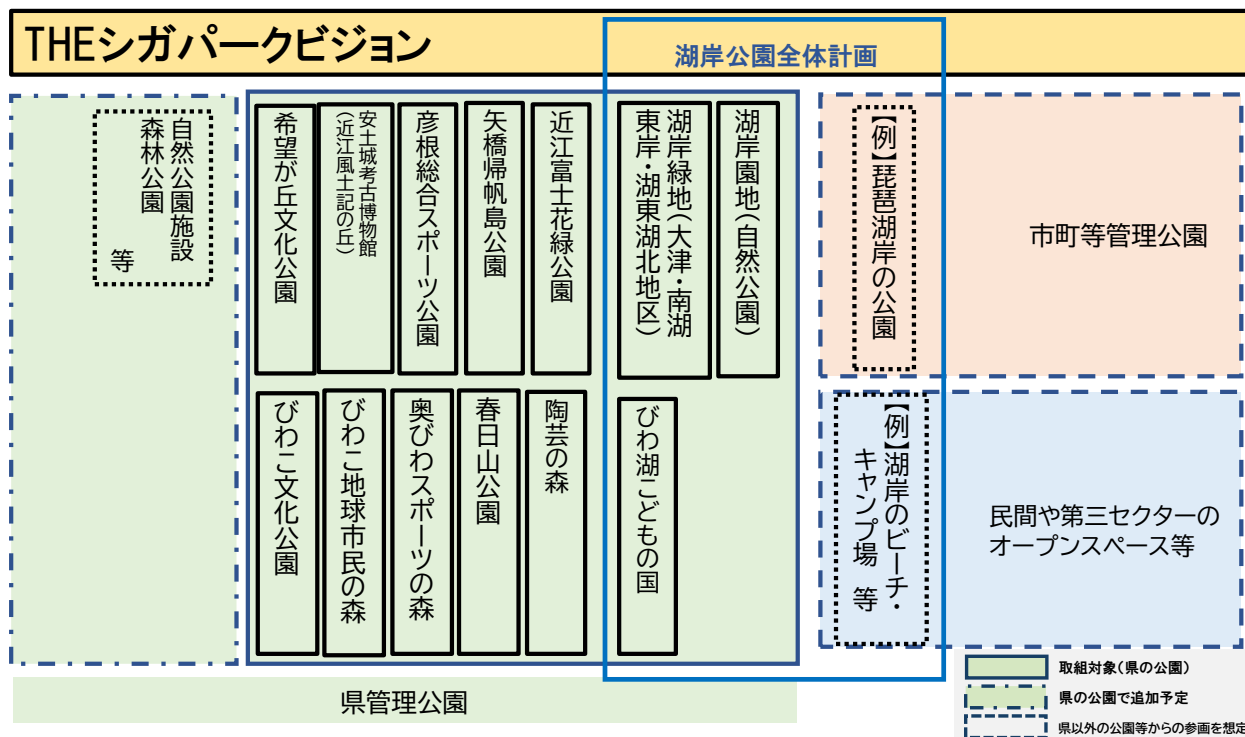 THEシガパークビジョン
湖岸公園全体計画
自然公園施設
森林公園
等
希望が丘文化公園
安土城考古博物館
(近江風土記の丘)
彦根総合スポーツ公園
矢橋帰帆島公園
近江富士花緑公園
湖岸緑地(大津・南湖
東岸・湖東湖北地区)
湖岸園地(自然公園)
【例】琵琶湖岸の公園
市町等管理公園
びわこ文化公園
びわこ地球市民の森
奥びわスポーツの森
春日山公園
陶芸の森
びわ湖こどもの国
【例】湖岸のビーチ・
キャンプ場 等
民間や第三セクターの
オープンスペース等
県管理公園
取組対象(県の公園)
県の公園で追加予定
県以外の公園等からの参画を想定